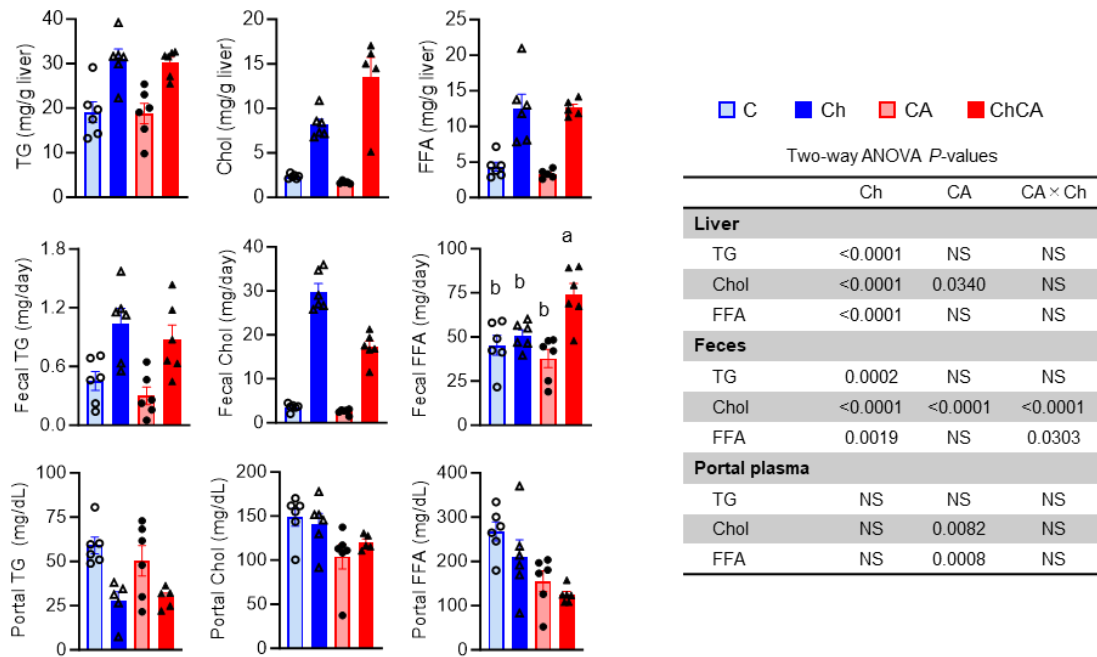 TG (mg/g liver)
40
30
20
10
0
Chol (mg/g liver)
20
15
10
5
0
FFA (mg/g liver)
25
20
15
10
5
0
Fecal TG (mg/day)
1.8
1.2
0.6
0.0
Fecal Chol (mg/day)
40
30
20
10
0
Fecal FFA (mg/day)
100
75
50
25
0
b
b
b
a
Portal TG (mg/dL)
100
75
50
25
0
Portal Chol (mg/dL)
200
150
100
50
0
Portal FFA (mg/dL)
400
300
200
100
0
C Ch CA ChCA
Two-way ANOVA P-values
Ch CA CA×Ch
Liver
TG <0.0001 NS NS
Chol <0.0001 0.0340 NS
FFA <0.0001 NS NS
Feces
TG 0.0002 NS NS
Chol <0.0001 <0.0001 <0.0001
FFA 0.0019 NS 0.0303
Portal plasma
TG NS NS NS
Chol NS 0.0082 NS
FFA NS 0.0008 NS